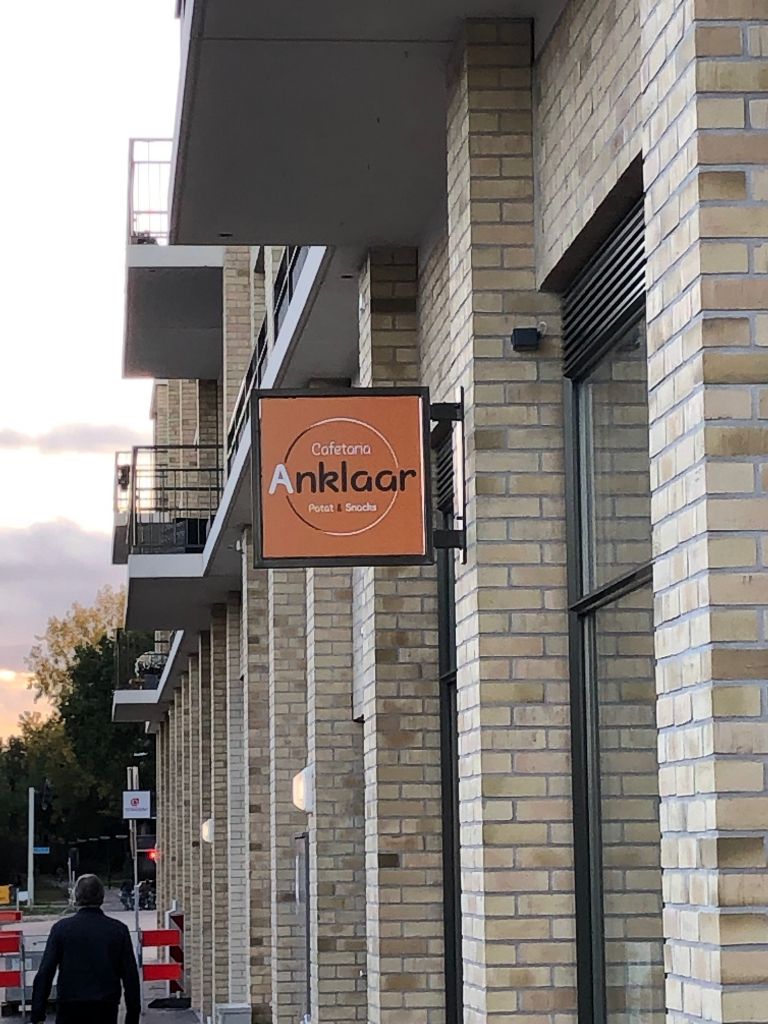 Cafetaria
Anklaar
Patat & Snacks